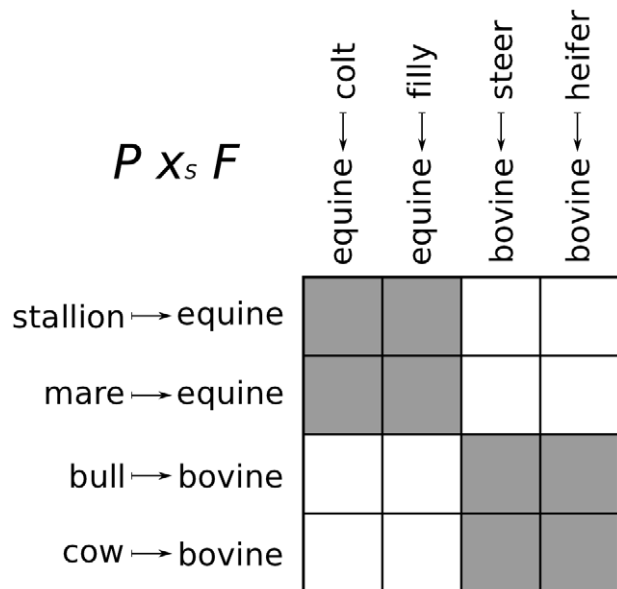 colt ↦ equine
filly ↦ equine
steer ↦ bovine
heifer ↦ bovine
P xₛ F
stallion ↦ equine
mare ↦ equine
bull ↦ bovine
cow ↦ bovine